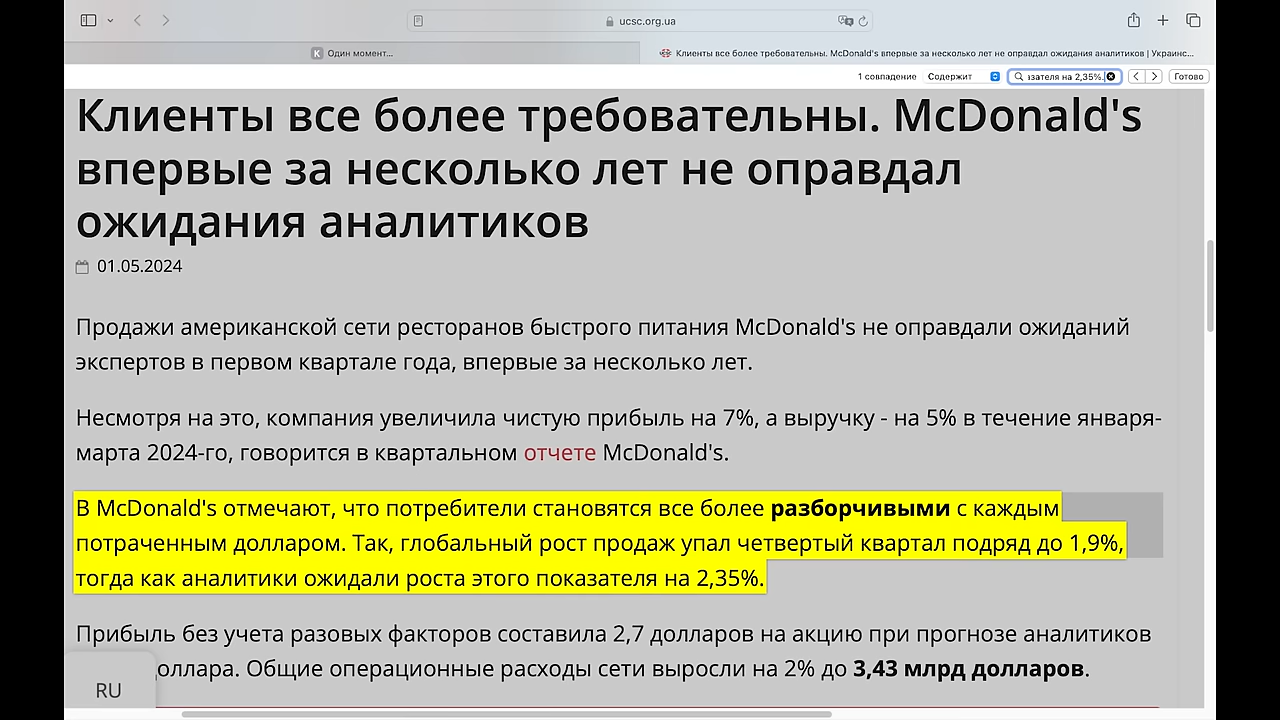 ucsc.org.ua
Один момент...
Клиенты все более требовательны. McDonald's впервые за несколько лет не оправдал ожидания аналитиков | Украинс...
1 совпадение
Содержит
азателя на 2,35%.
Готово
Клиенты все более требовательны. McDonald's
впервые за несколько лет не оправдал
ожидания аналитиков
01.05.2024
Продажи американской сети ресторанов быстрого питания McDonald's не оправдали ожиданий
экспертов в первом квартале года, впервые за несколько лет.
Несмотря на это, компания увеличила чистую прибыль на 7%, а выручку - на 5% в течение января-
марта 2024-го, говорится в квартальном отчете McDonald's.
В McDonald's отмечают, что потребители становятся все более разборчивыми с каждым
потраченным долларом. Так, глобальный рост продаж упал четвертый квартал подряд до 1,9%,
тогда как аналитики ожидали роста этого показателя на 2,35%.
Прибыль без учета разовых факторов составила 2,7 долларов на акцию при прогнозе аналитиков
оллара. Общие операционные расходы сети выросли на 2% до 3,43 млрд долларов.
RU